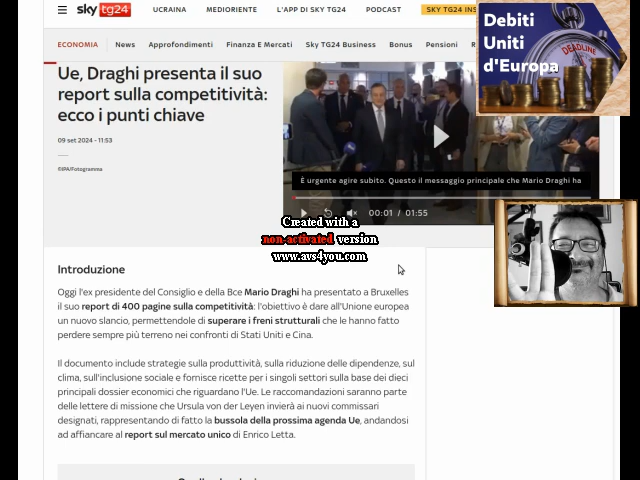 sky tg24
UCRAINA MEDIORIENTE L'APP DI SKY TG24 PODCAST SKY TG24 INS
ECONOMIA News Approfondimenti Finanza E Mercati Sky TG24 Business Bonus Pensioni R
Debiti
Uniti
d'Europa
DEADLINE
Ue, Draghi presenta il suo
report sulla competitività:
ecco i punti chiave
09 set 2024 - 11:53
©IPA/Fotogramma
È urgente agire subito. Questo il messaggio principale che Mario Draghi ha
00:01 / 01:55
Created with a
non-activated version
www.avs4you.com
Introduzione
Oggi l'ex presidente del Consiglio e della Bce Mario Draghi ha presentato a Bruxelles
il suo report di 400 pagine sulla competitività: l'obiettivo è dare all'Unione europea
un nuovo slancio, permettendole di superare i freni strutturali che le hanno fatto
perdere sempre più terreno nei confronti di Stati Uniti e Cina.
Il documento include strategie sulla produttività, sulla riduzione delle dipendenze, sul
clima, sull'inclusione sociale e fornisce ricette per i singoli settori sulla base dei dieci
principali dossier economici che riguardano l'Ue. Le raccomandazioni saranno parte
delle lettere di missione che Ursula von der Leyen invierà ai nuovi commissari
designati, rappresentando di fatto la bussola della prossima agenda Ue, andandosi
ad affiancare al report sul mercato unico di Enrico Letta.